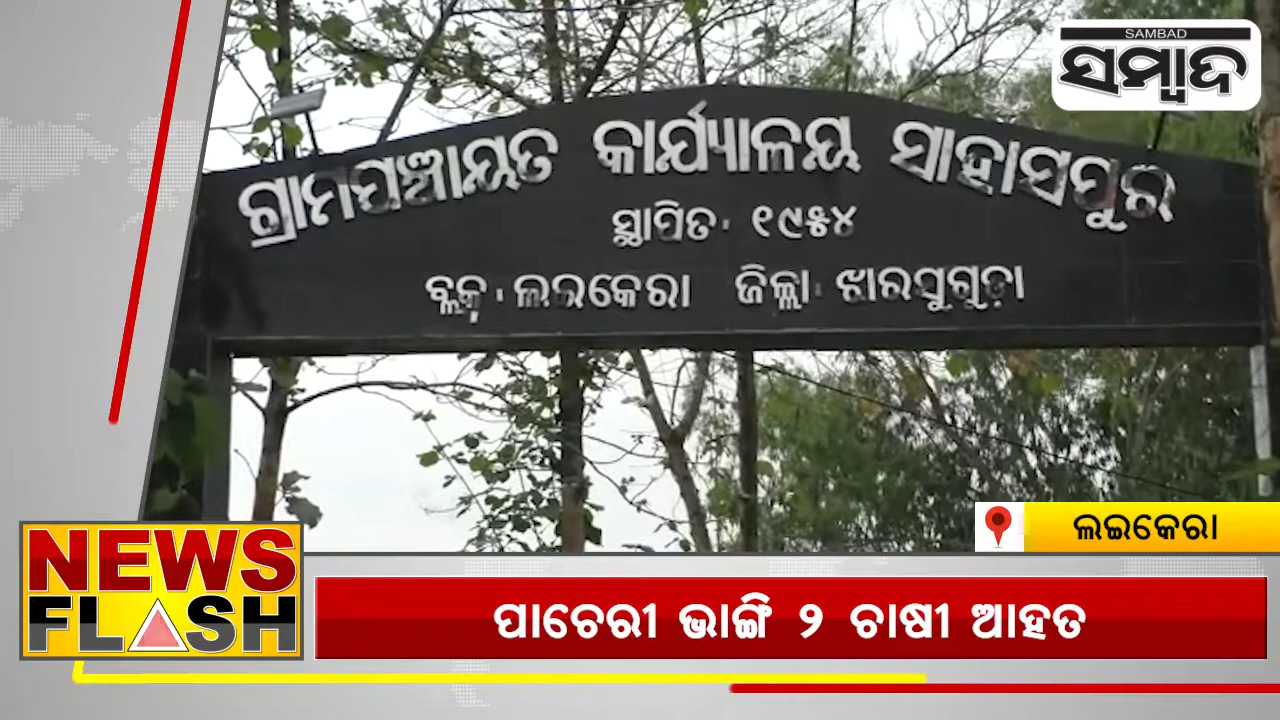 SAMBAD
ସମ୍ବାଦ
ଗ୍ରାମପଞ୍ଚାୟତ କାର୍ଯ୍ୟାଳୟ ସାହାସପୁର
ସ୍ଥାପିତ. ୧୯୫୪
ବ୍ଲକ୍. ଲଇକେରା ଜିଲ୍ଲା. ଝାରସୁଗୁଡ଼ା
ଲଇକେରା
NEWS
FLASH
ପାଚେରୀ ଭାଙ୍ଗି ୨ ଚାଷୀ ଆହତ